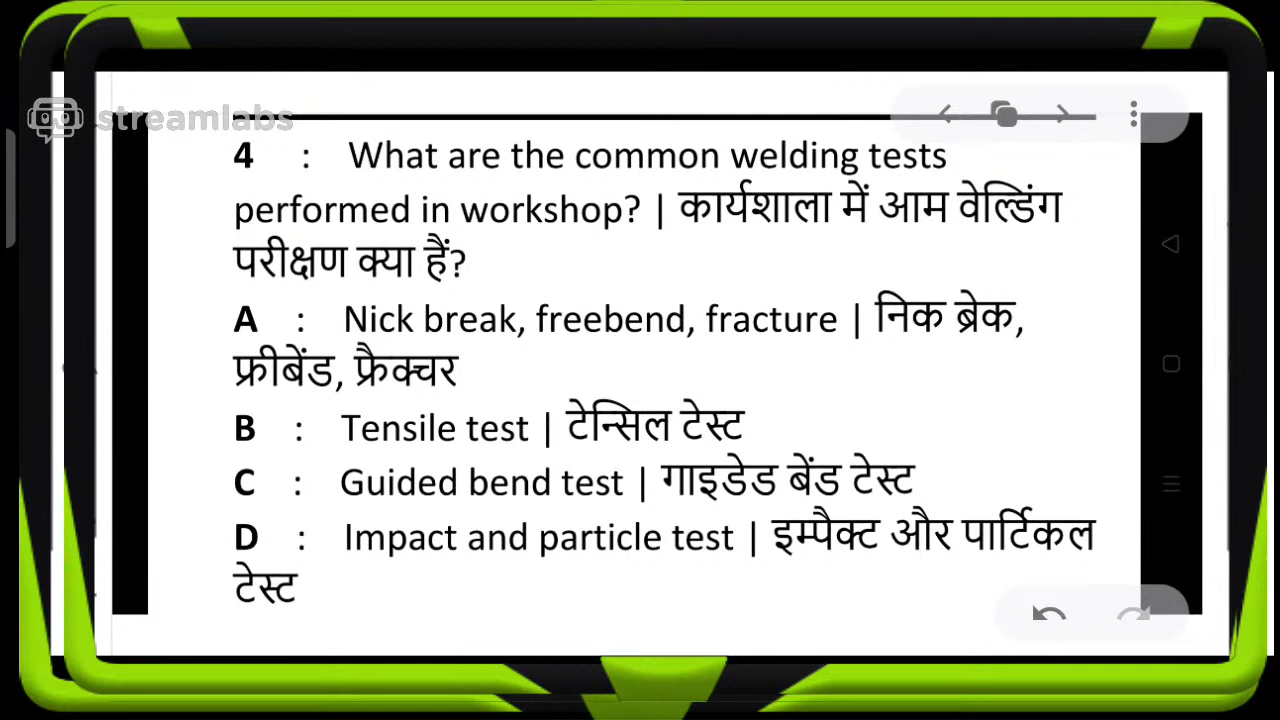 streamlabs
4 : What are the common welding tests
performed in workshop? | कार्यशाला में आम वेल्डिंग
परीक्षण क्या हैं?
A : Nick break, freebend, fracture | निक ब्रेक,
फ्रीबेंड, फ्रैक्चर
B : Tensile test | टेन्सिल टेस्ट
C : Guided bend test | गाइडेड बेंड टेस्ट
D : Impact and particle test | इम्पैक्ट और पार्टिकल
टेस्ट